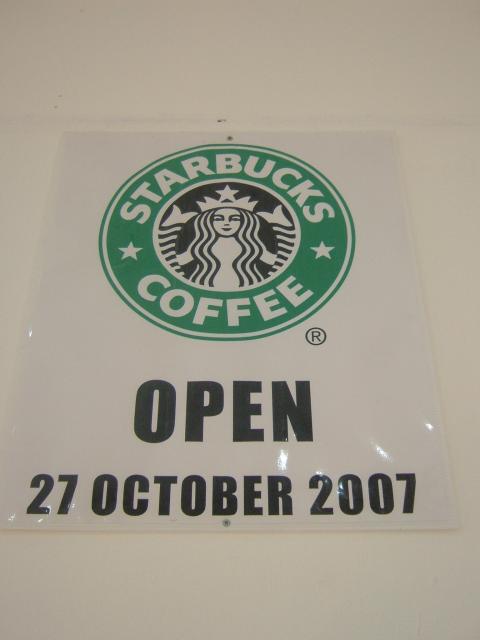 STARBUCKS
COFFEE
®
OPEN
27 OCTOBER 2007